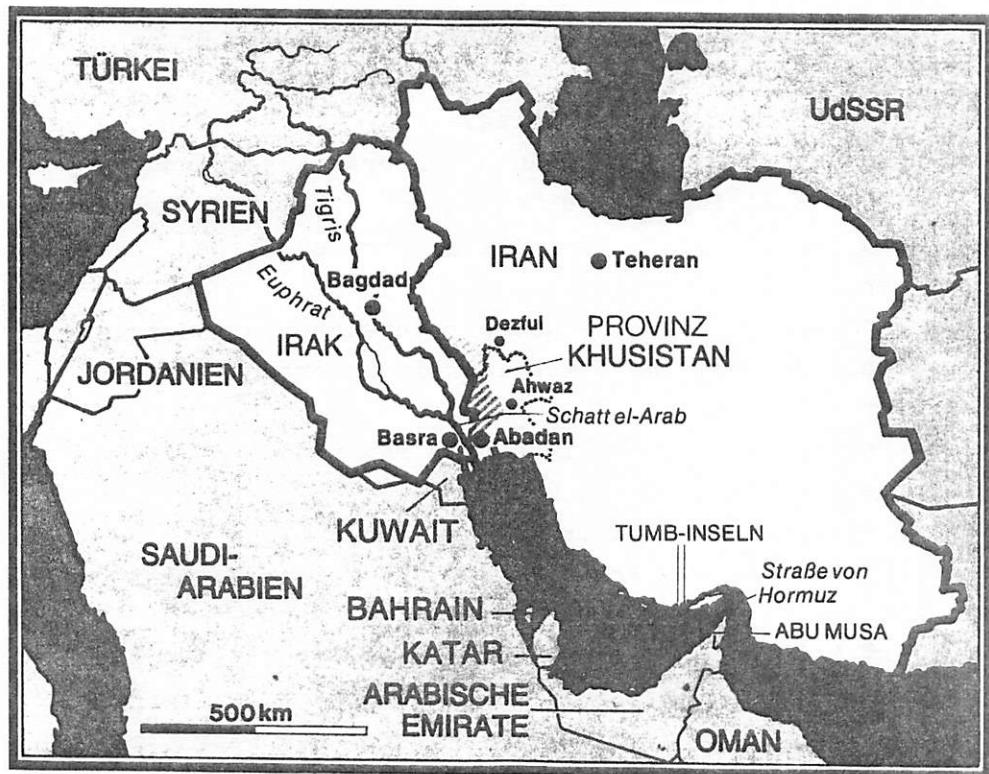 TÜRKEI
UdSSR
SYRIEN
Tigris
IRAN
Teheran
Euphrat
Bagdad
Dezful
PROVINZ
KHUSISTAN
IRAK
JORDANIEN
Ahwaz
Schatt el-Arab
Basra
Abadan
KUWAIT
TUMB-INSELN
SAUDI-
ARABIEN
Straße von
Hormuz
BAHRAIN
ABU MUSA
KATAR
ARABISCHE
EMIRATE
500 km
OMAN